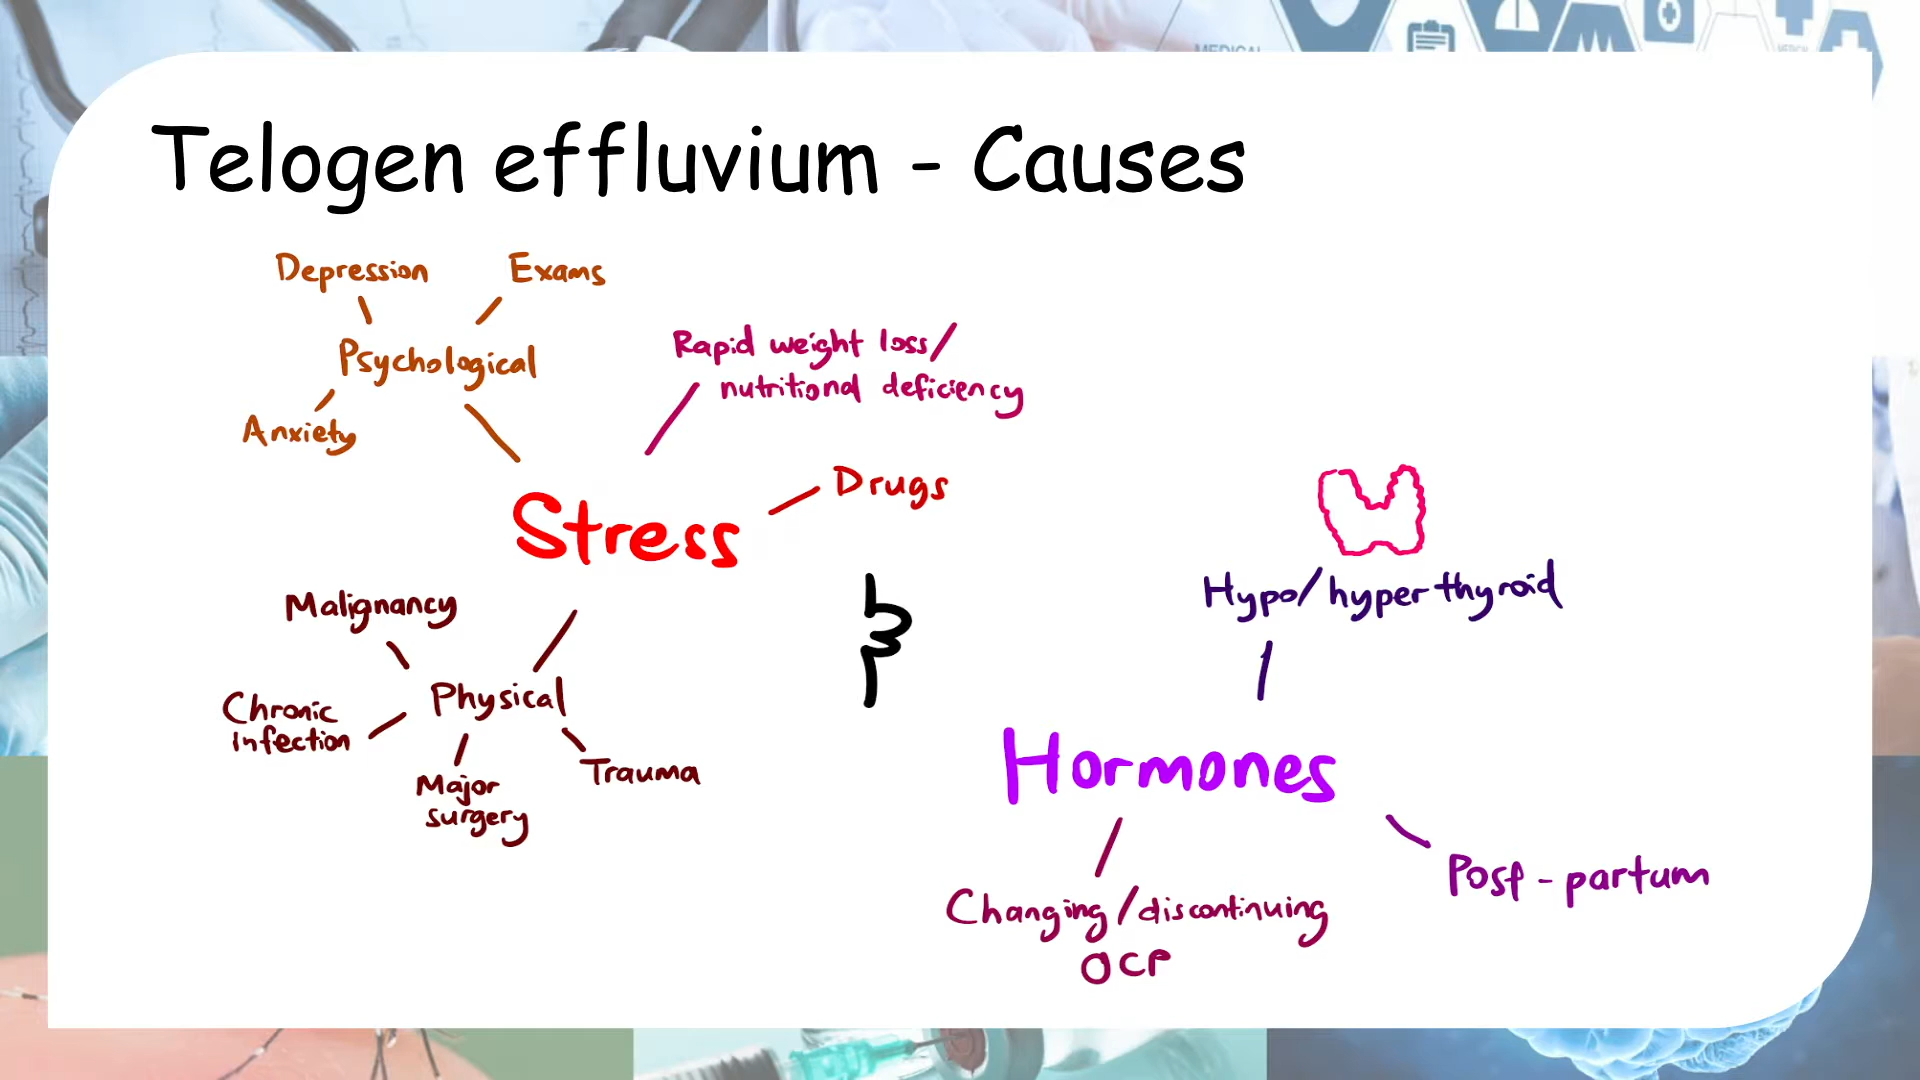 MEDICAL
Telogen effluvium - Causes
Depression
Exams
Psychological
Anxiety
Rapid weight loss/
nutritional deficiency
Stress
Drugs
Malignancy
Physical
Chronic
infection
Major
surgery
Trauma
&
Hypo/hyperthyroid
Hormones
Changing/discontinuing
OCP
Post-partum